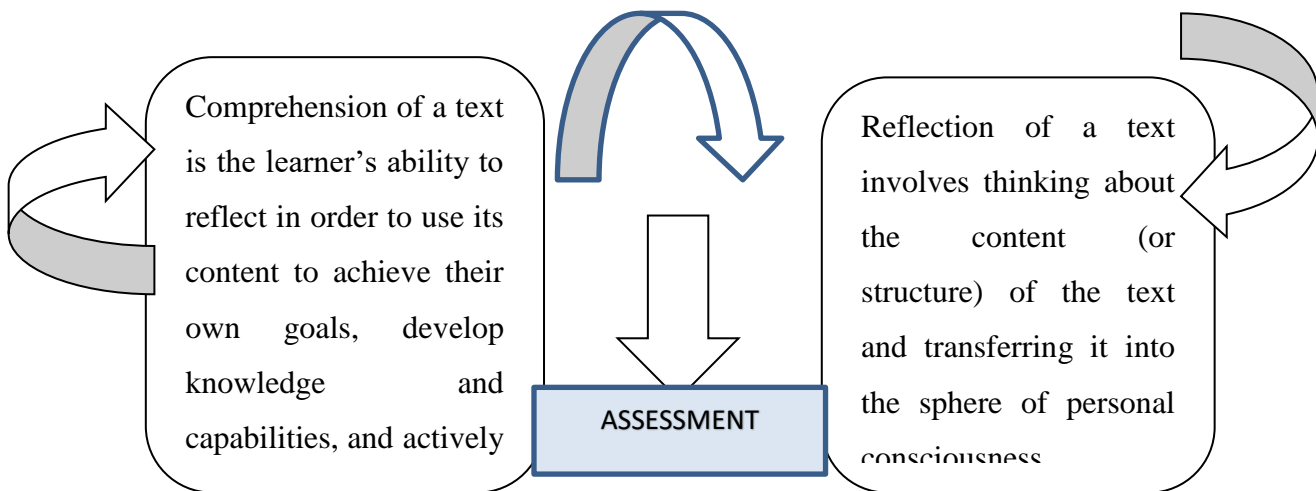 Comprehension of a text
is the learner’s ability to
reflect in order to use its
content to achieve their
own goals, develop
knowledge and
capabilities, and actively
ASSESSMENT
Reflection of a text
involves thinking about
the content (or
structure) of the text
and transferring it into
the sphere of personal
consciousness